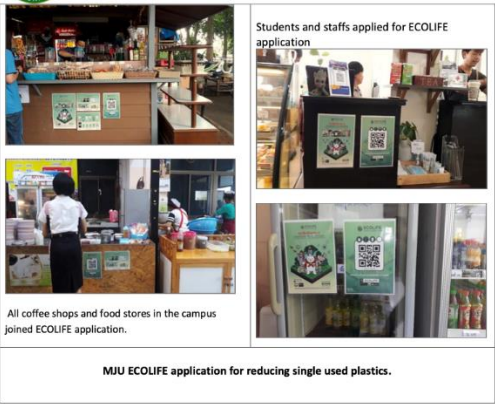 Students and staffs applied for ECOLIFE
application
ECOLIFE
All coffee shops and food stores in the campus
joined ECOLIFE application.
MJU ECOLIFE application for reducing single used plastics.